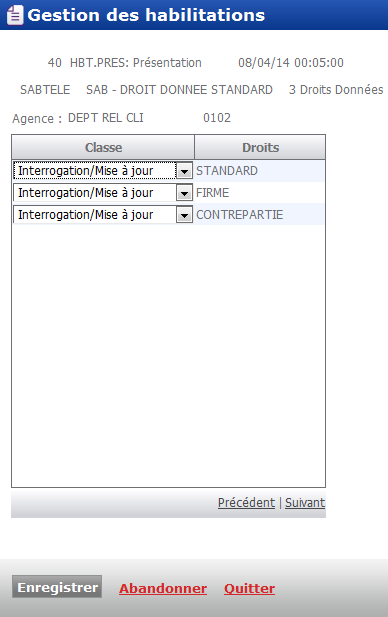 Gestion des habilitations
40 HBT.PRES: Présentation 08/04/14 00:05:00
SABTELE SAB - DROIT DONNEE STANDARD 3 Droits Données
Agence : DEPT REL CLI 0102
Classe Droits
Interrogation/Mise à jour STANDARD
Interrogation/Mise à jour FIRME
Interrogation/Mise à jour CONTREPARTIE
Précédent | Suivant
Enregistrer Abandonner Quitter